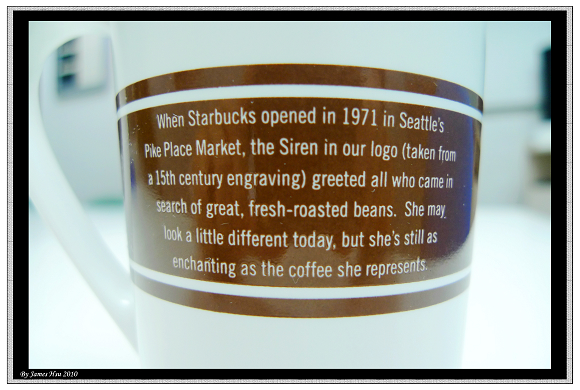 When Starbucks opened in 1971 in Seattle's
Pike Place Market, the Siren in our logo (taken from
a 15th century engraving) greeted all who came in
search of great, fresh-roasted beans. She may
look a little different today, but she's still as
enchanting as the coffee she represents.
By James Hsu 2010